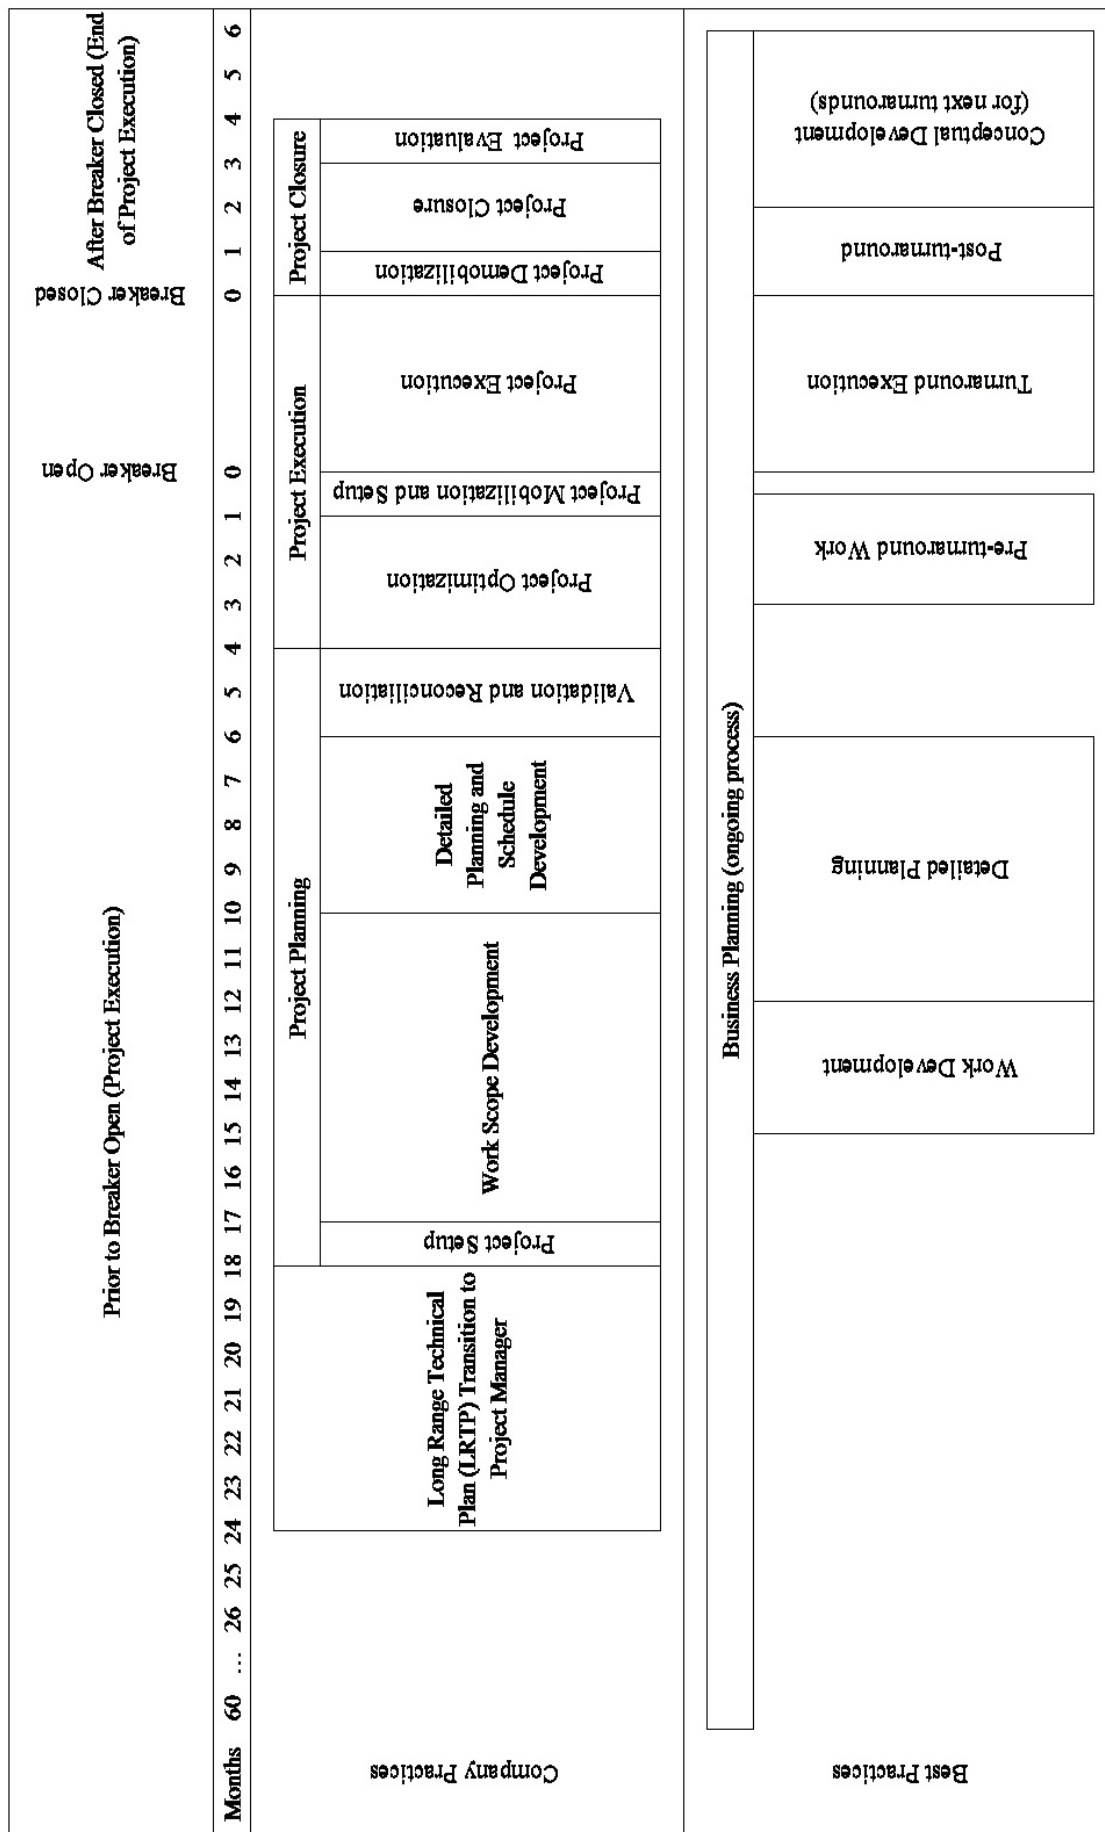 Prior to Breaker Open (Project Execution)
Breaker Open
Breaker Closed
After Breaker Closed (End
of Project Execution)
Months 60 ... 26 25 24 23 22 21 20 19 18 17 16 15 14 13 12 11 10 9 8 7 6 5 4 3 2 1 0 0 1 2 3 4 5 6
Company Practices
Long Range Technical
Plan (LRTP) Transition to
Project Manager
Project Planning
Project Setup
Work Scope Development
Detailed
Planning and
Schedule
Development
Validation and Reconciliation
Project Execution
Project Optimization
Project Mobilization and Setup
Project Execution
Project Closure
Project Demobilization
Project Closure
Project Evaluation
Best Practices
Business Planning (ongoing process)
Work Development
Detailed Planning
Pre-turnaround Work
Turnaround Execution
Post-turnaround
Conceptual Development
(for next turnarounds)